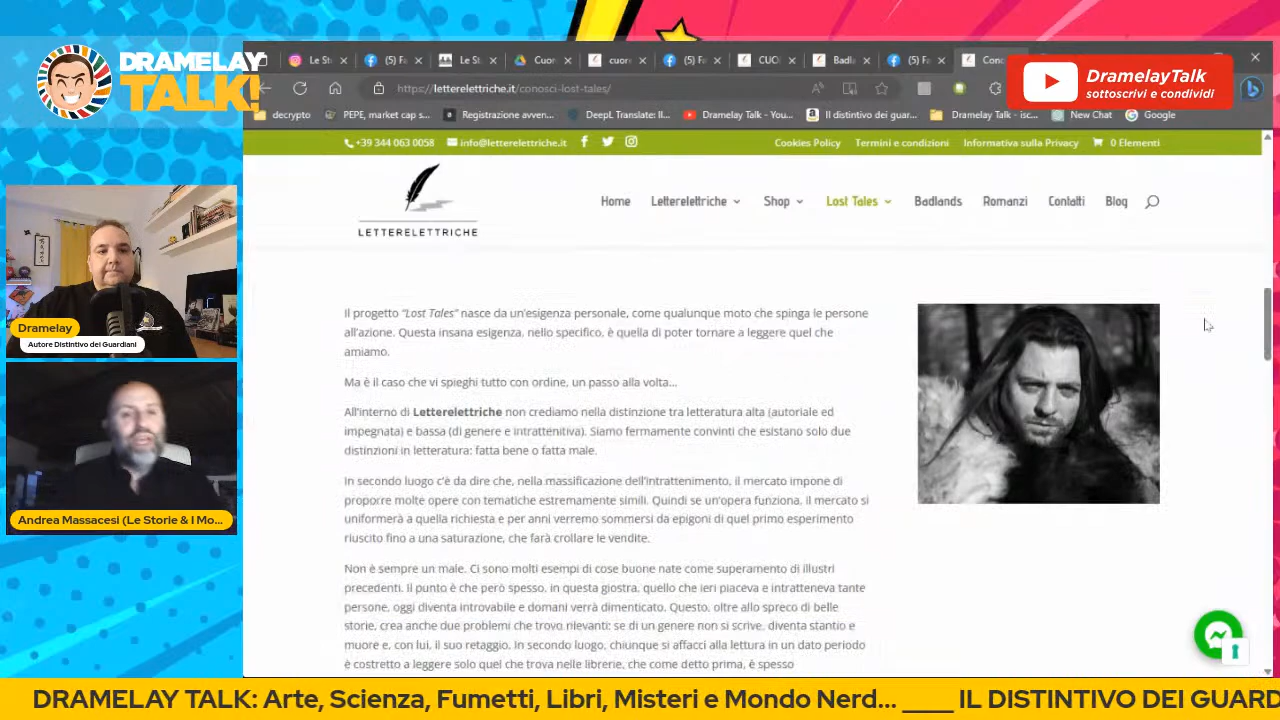 DRAMELAY
TALK!
Le St
(5) Fa
Le St.
Cuor
cuor
(5) Fa
CUO
Badl
(5) Fa
Conc
https://letterelettriche.it/conosci-lost-tales/
DramelayTalk
sottoscrivi e condividi
decrypto
PEPE, market cap s...
Registrazione avven...
DeepL Translate: Il...
Dramelay Talk - You...
Il distintivo dei guar...
Dramelay Talk - isc...
New Chat
Google
+39 344 063 0058
info@letterelettriche.it
Cookies Policy
Termini e condizioni
Informativa sulla Privacy
0 Elementi
LETTERELETTRICHE
Home
Letterelettriche
Shop
Lost Tales
Badlands
Romanzi
Contatti
Blog
Il progetto “Lost Tales” nasce da un’esigenza personale, come qualunque moto che spinga le persone
all’azione. Questa insana esigenza, nello specifico, è quella di poter tornare a leggere quel che
amiamo.
Ma è il caso che vi spieghi tutto con ordine, un passo alla volta…
All’interno di Letterelettriche non crediamo nella distinzione tra letteratura alta (autoriale ed
impegnata) e bassa (di genere e intrattenitiva). Siamo fermamente convinti che esistano solo due
distinzioni in letteratura: fatta bene o fatta male.
In secondo luogo c’è da dire che, nella massificazione dell’intrattenimento, il mercato impone di
proporre molte opere con tematiche estremamente simili. Quindi se un’opera funziona, il mercato si
uniformerà a quella richiesta e per anni verremo sommersi da epigoni di quel primo esperimento
riuscito fino a una saturazione, che farà crollare le vendite.
Non è sempre un male. Ci sono molti esempi di cose buone nate come superamento di illustri
precedenti. Il punto è che però spesso, in questa giostra, quello che ieri piaceva e intratteneva tante
persone, oggi diventa introvabile e domani verrà dimenticato. Questo, oltre allo spreco di belle
storie, crea anche due problemi che trovo rilevanti: se di un genere non si scrive, diventa stantio e
muore e, con lui, il suo retaggio. In secondo luogo, chiunque si affacci alla lettura in un dato periodo
è costretto a leggere solo quel che trova nelle librerie, che come detto prima, è spesso
Dramelay
Autore Distintivo dei Guardiani
Andrea Massacesi (Le Storie & I Mo...
DRAMELAY TALK: Arte, Scienza, Fumetti, Libri, Misteri e Mondo Nerd... ____ IL DISTINTIVO DEI GUARD